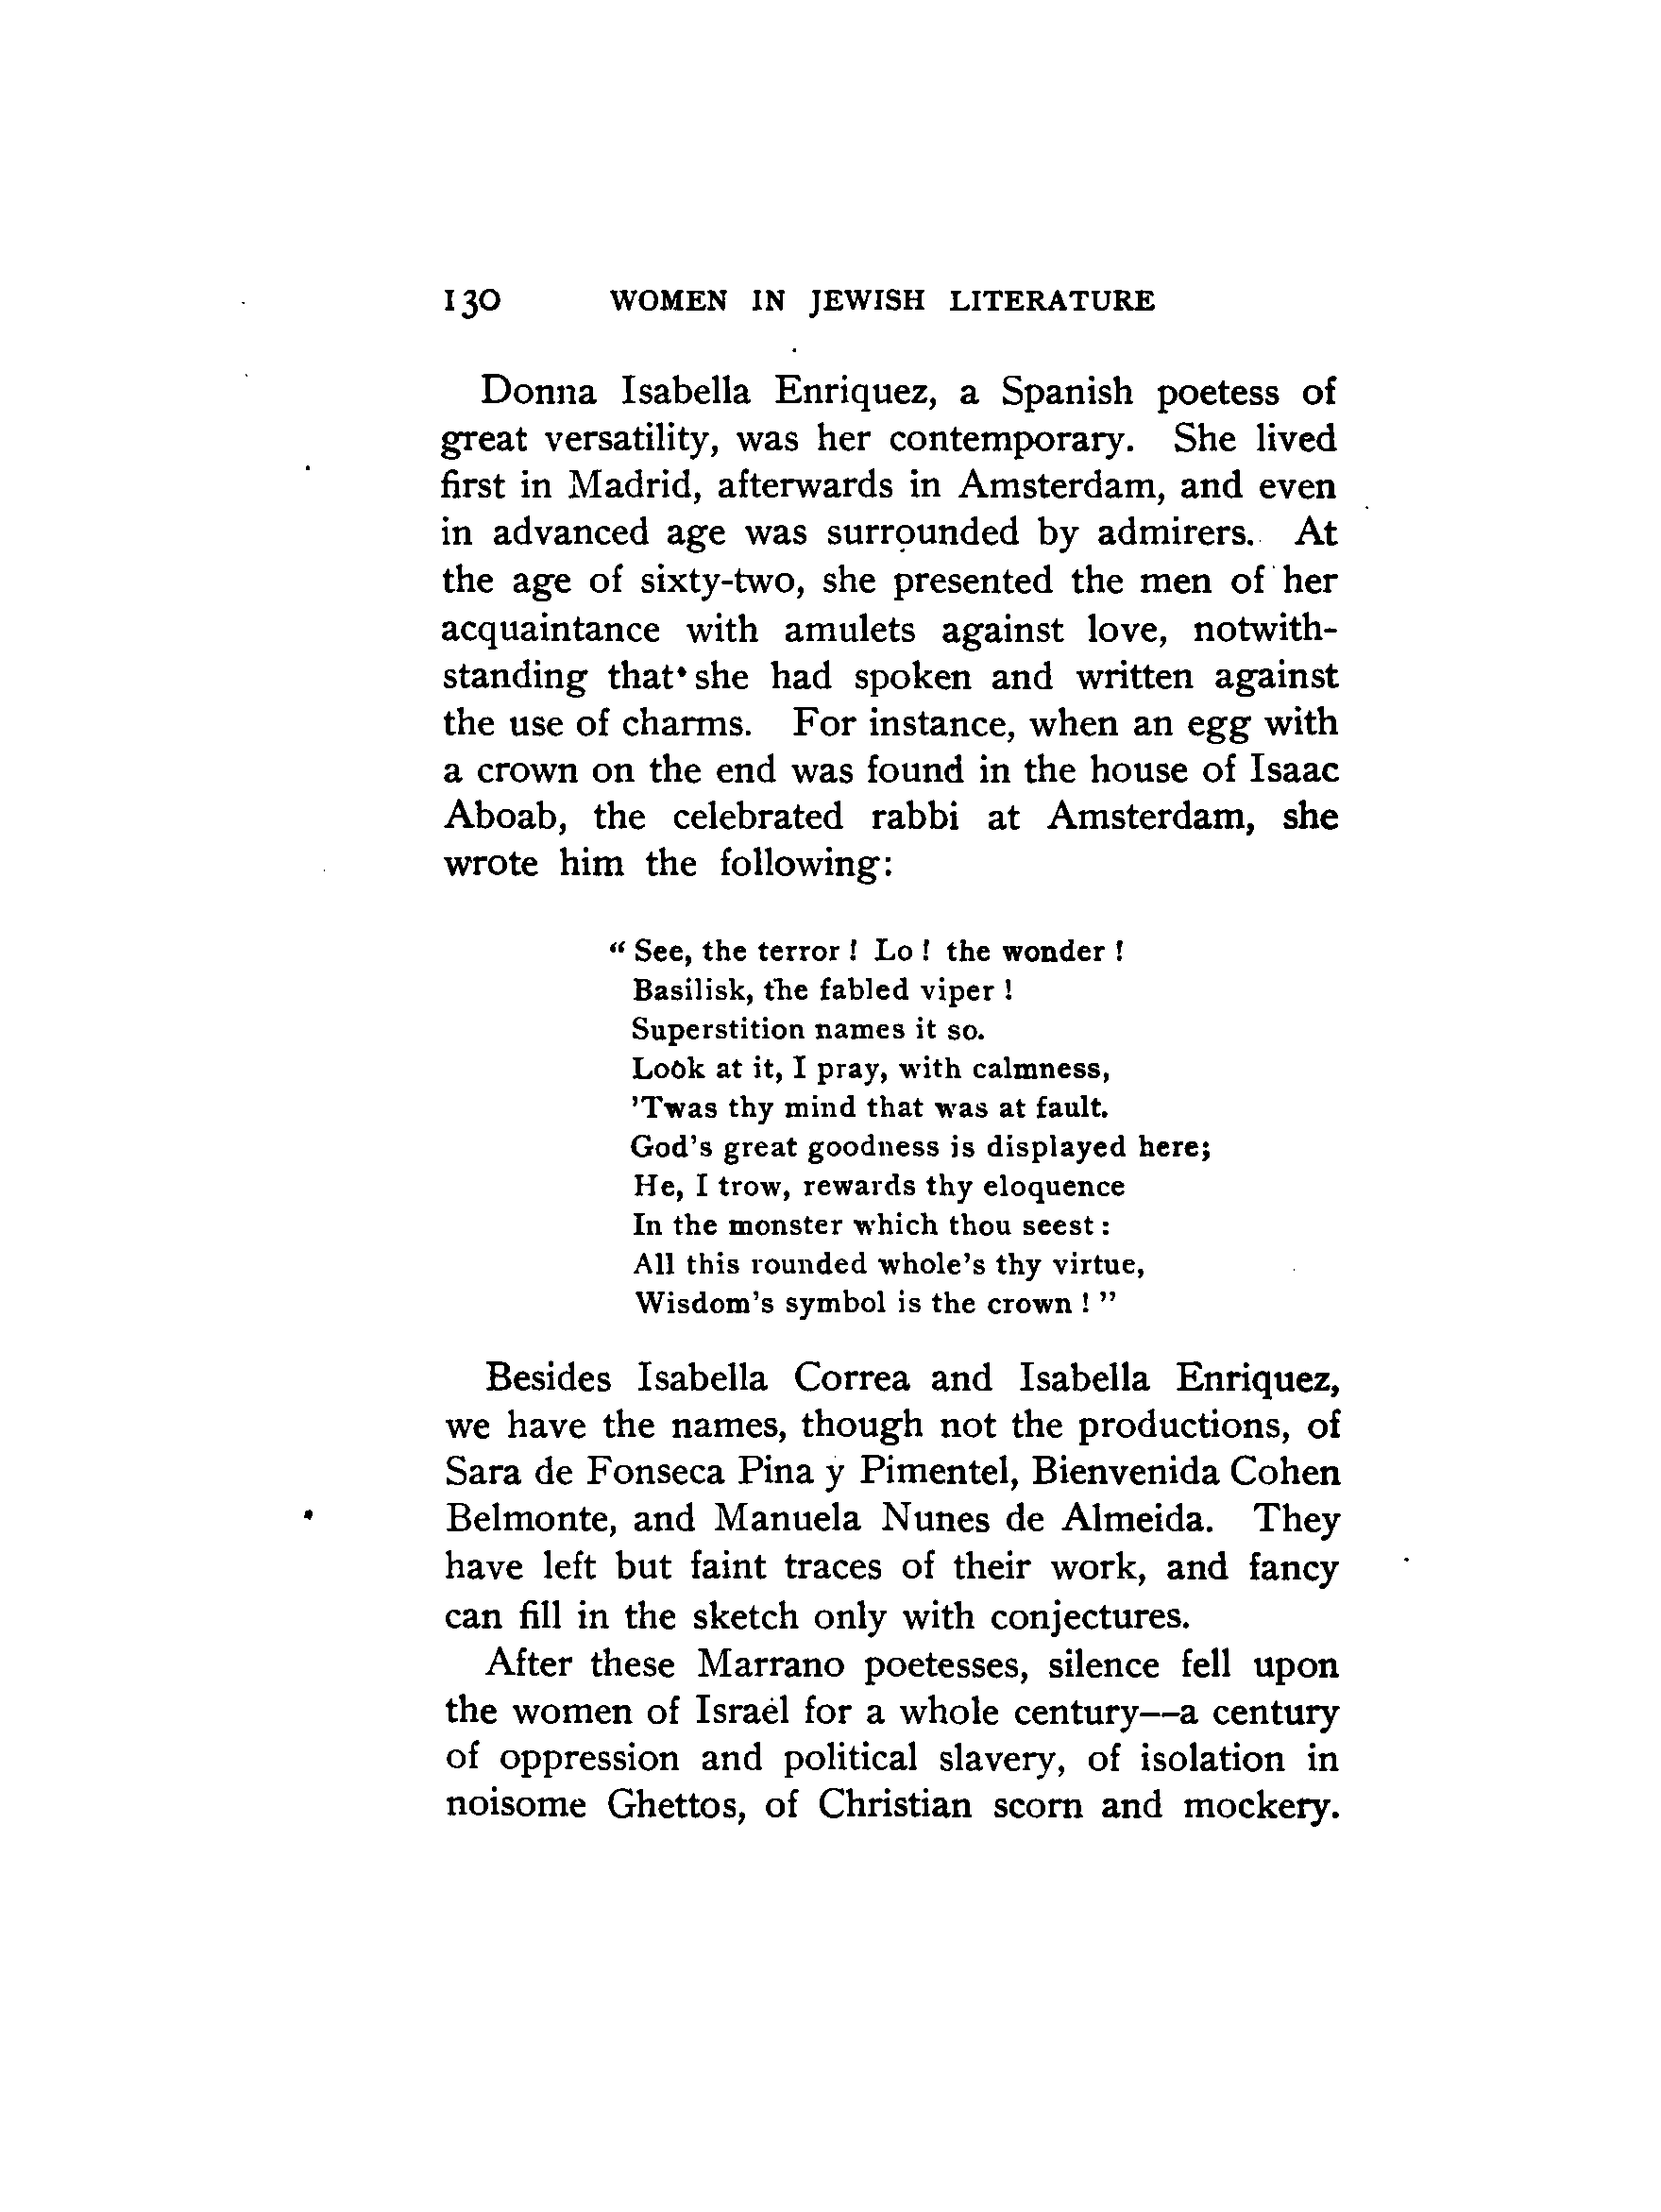 130 WOMEN IN JEWISH LITERATURE
Donna Isabella Enriquez, a Spanish poetess of
great versatility, was her contemporary. She lived
first in Madrid, afterwards in Amsterdam, and even
in advanced age was surrounded by admirers. At
the age of sixty-two, she presented the men of her
acquaintance with amulets against love, notwith-
standing that she had spoken and written against
the use of charms. For instance, when an egg with
a crown on the end was found in the house of Isaac
Aboab, the celebrated rabbi at Amsterdam, she
wrote him the following:
“ See, the terror ! Lo ! the wonder !
Basilisk, the fabled viper !
Superstition names it so.
Look at it, I pray, with calmness,
’Twas thy mind that was at fault.
God’s great goodness is displayed here;
He, I trow, rewards thy eloquence
In the monster which thou seest :
All this rounded whole’s thy virtue,
Wisdom’s symbol is the crown ! ”
Besides Isabella Correa and Isabella Enriquez,
we have the names, though not the productions, of
Sara de Fonseca Pina y Pimentel, Bienvenida Cohen
Belmonte, and Manuela Nunes de Almeida. They
have left but faint traces of their work, and fancy
can fill in the sketch only with conjectures.
After these Marrano poetesses, silence fell upon
the women of Israel for a whole century—a century
of oppression and political slavery, of isolation in
noisome Ghettos, of Christian scorn and mockery.